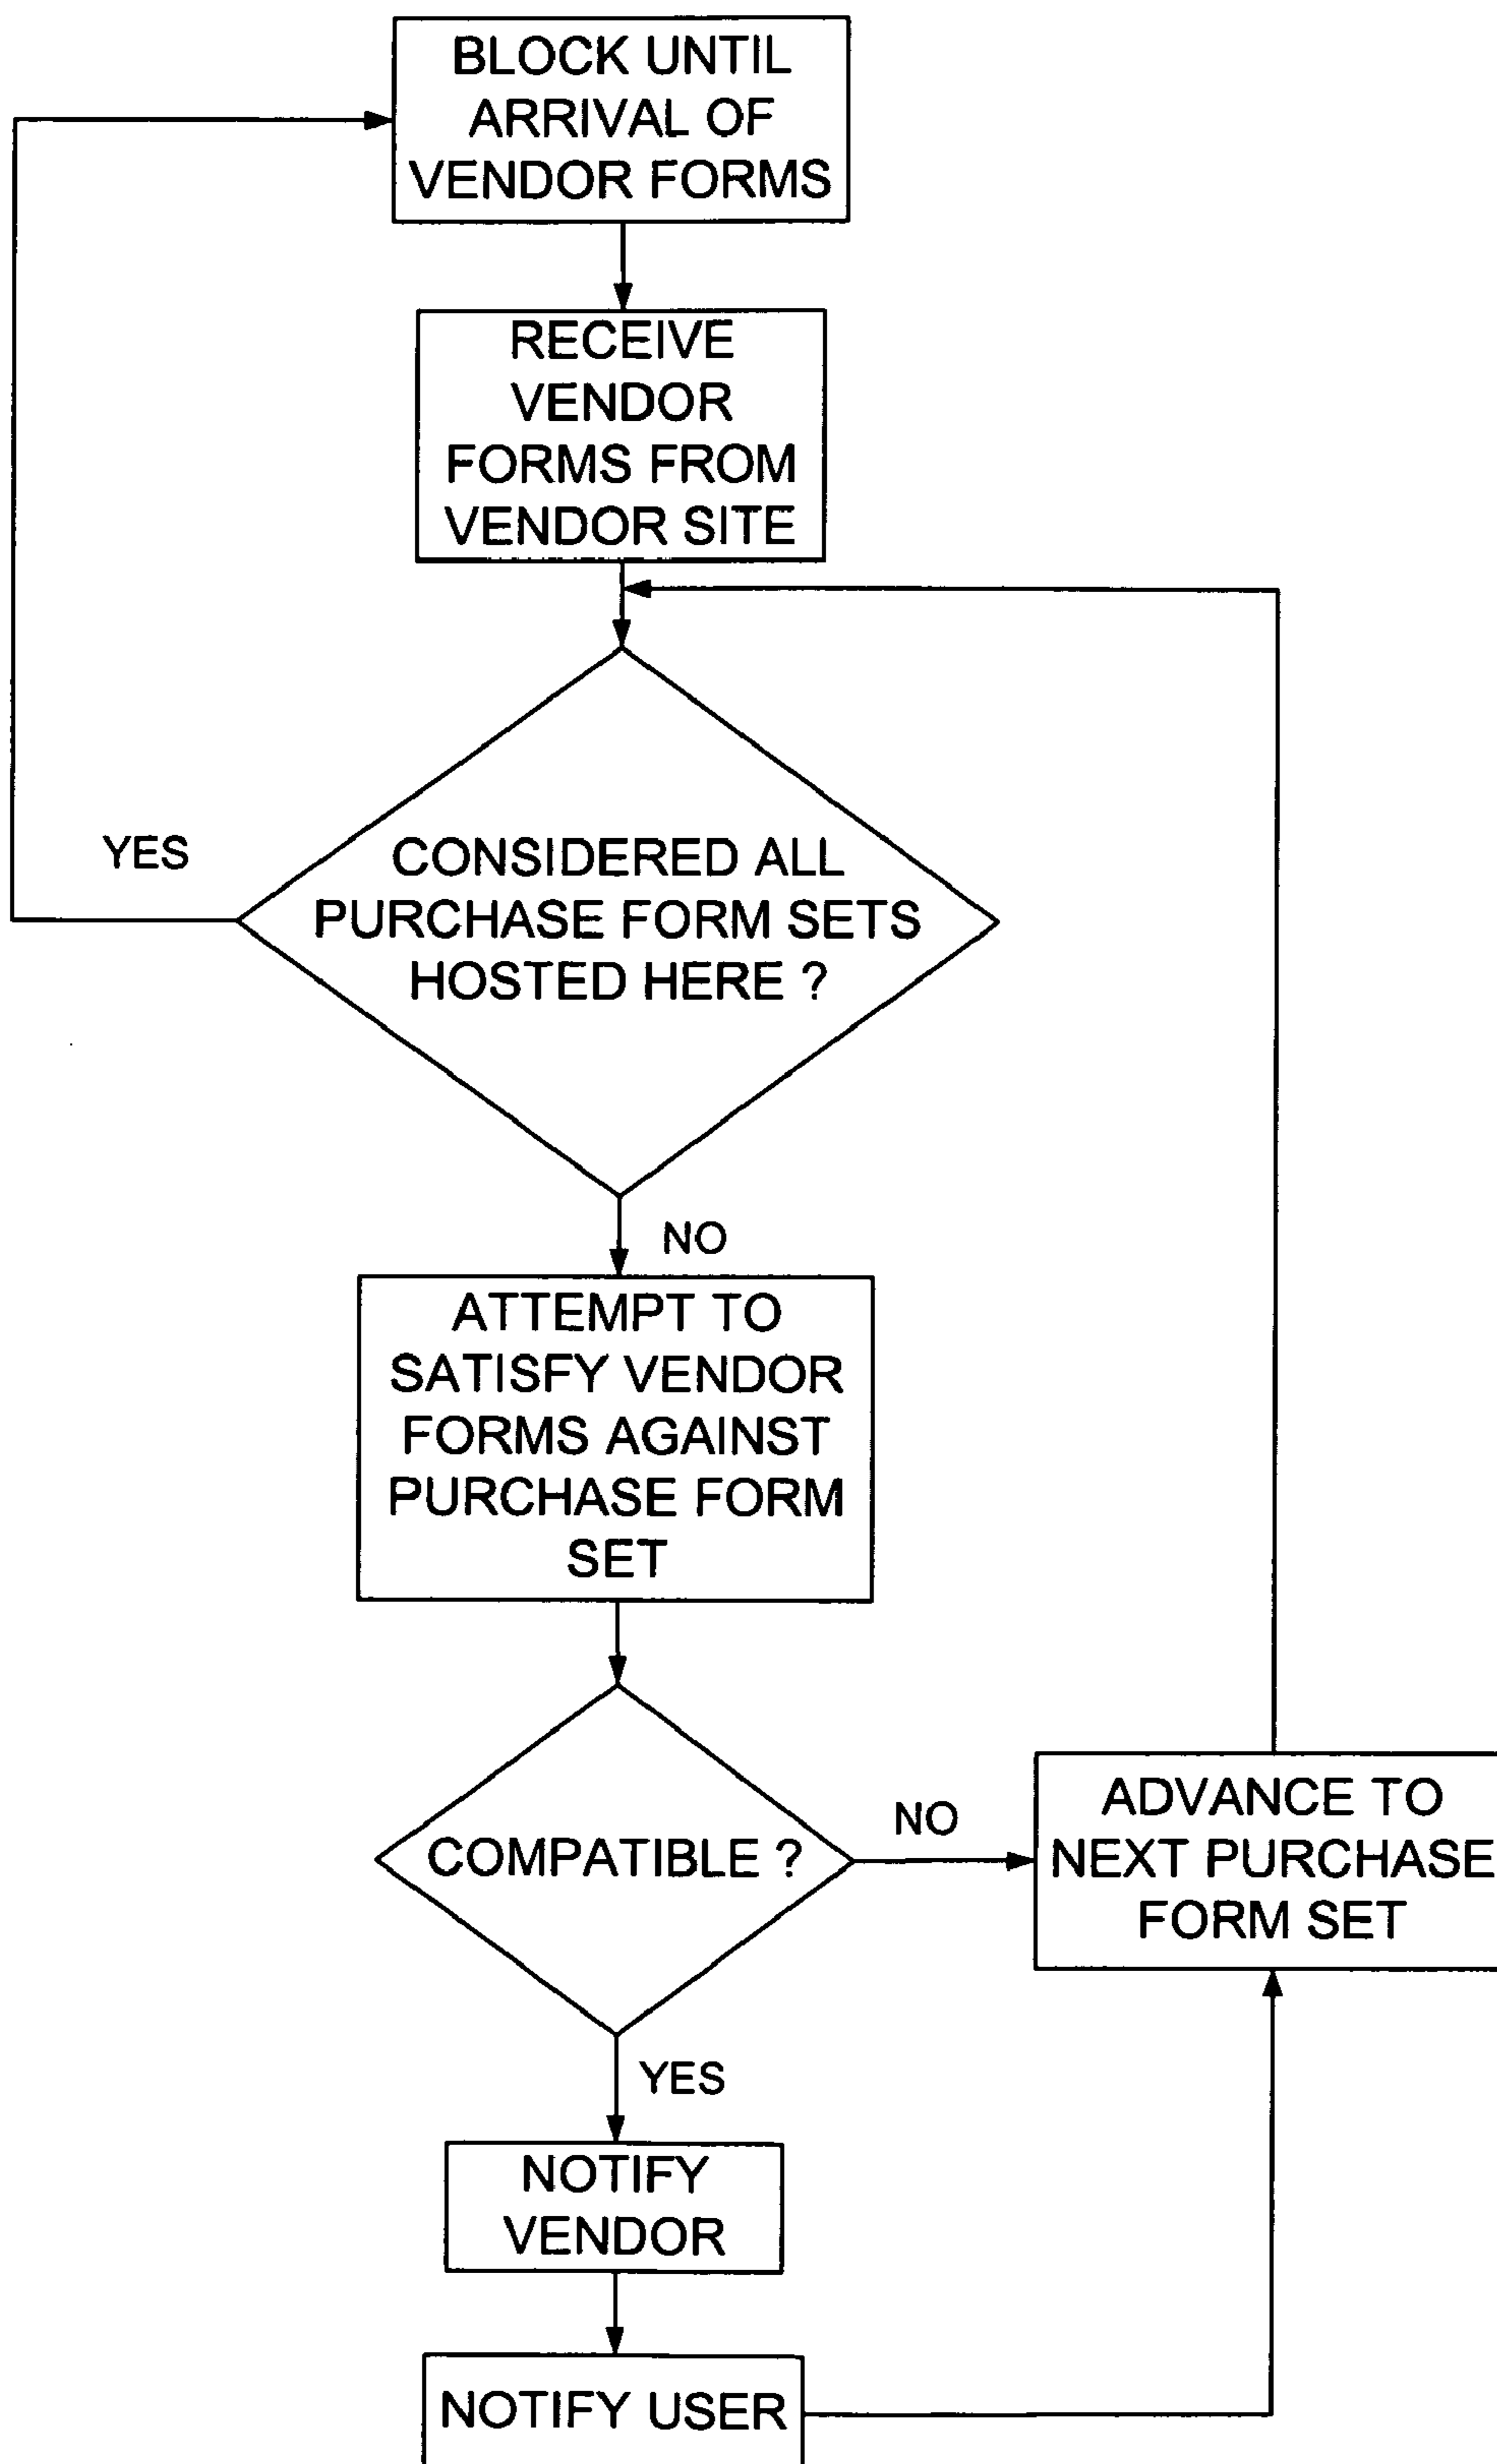 BLOCK UNTIL
ARRIVAL OF
VENDOR FORMS
RECEIVE
VENDOR
FORMS FROM
VENDOR SITE
YES
CONSIDERED ALL
PURCHASE FORM SETS
HOSTED HERE ?
NO
ATTEMPT TO
SATISFY VENDOR
FORMS AGAINST
PURCHASE FORM
SET
COMPATIBLE ?
NO
ADVANCE TO
NEXT PURCHASE
FORM SET
YES
NOTIFY
VENDOR
NOTIFY USER